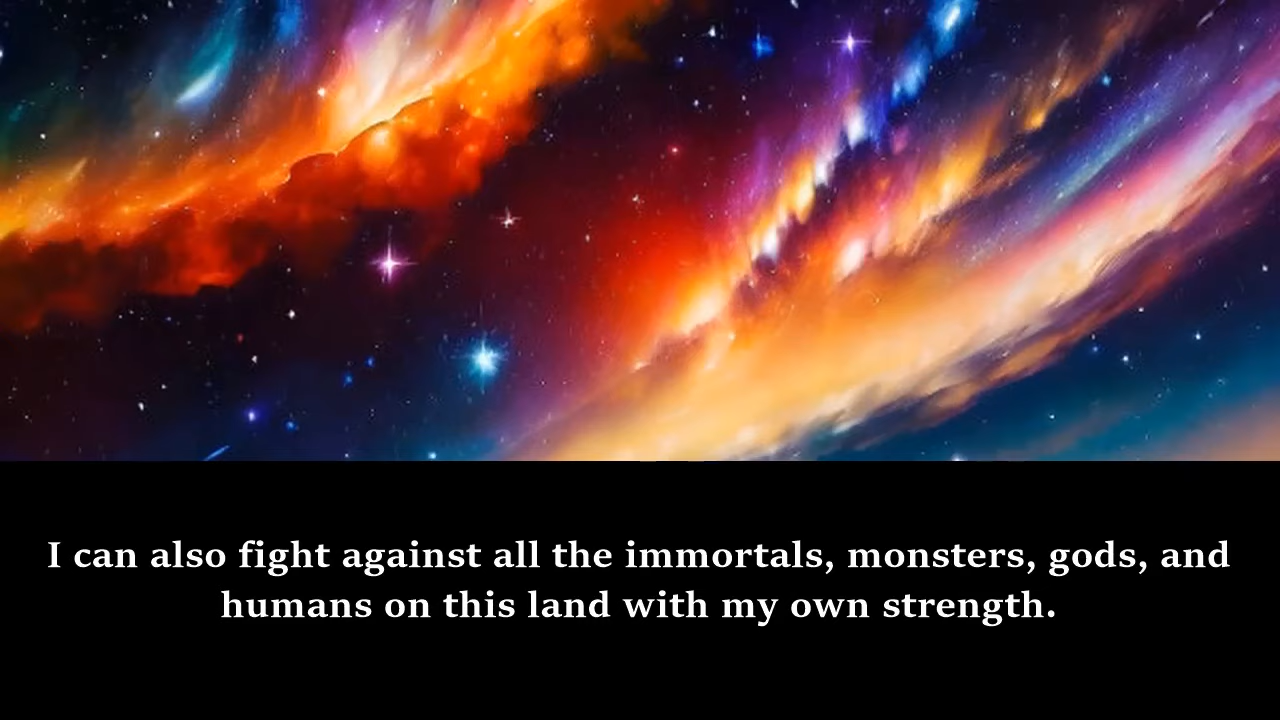 I can also fight against all the immortals, monsters, gods, and
humans on this land with my own strength.